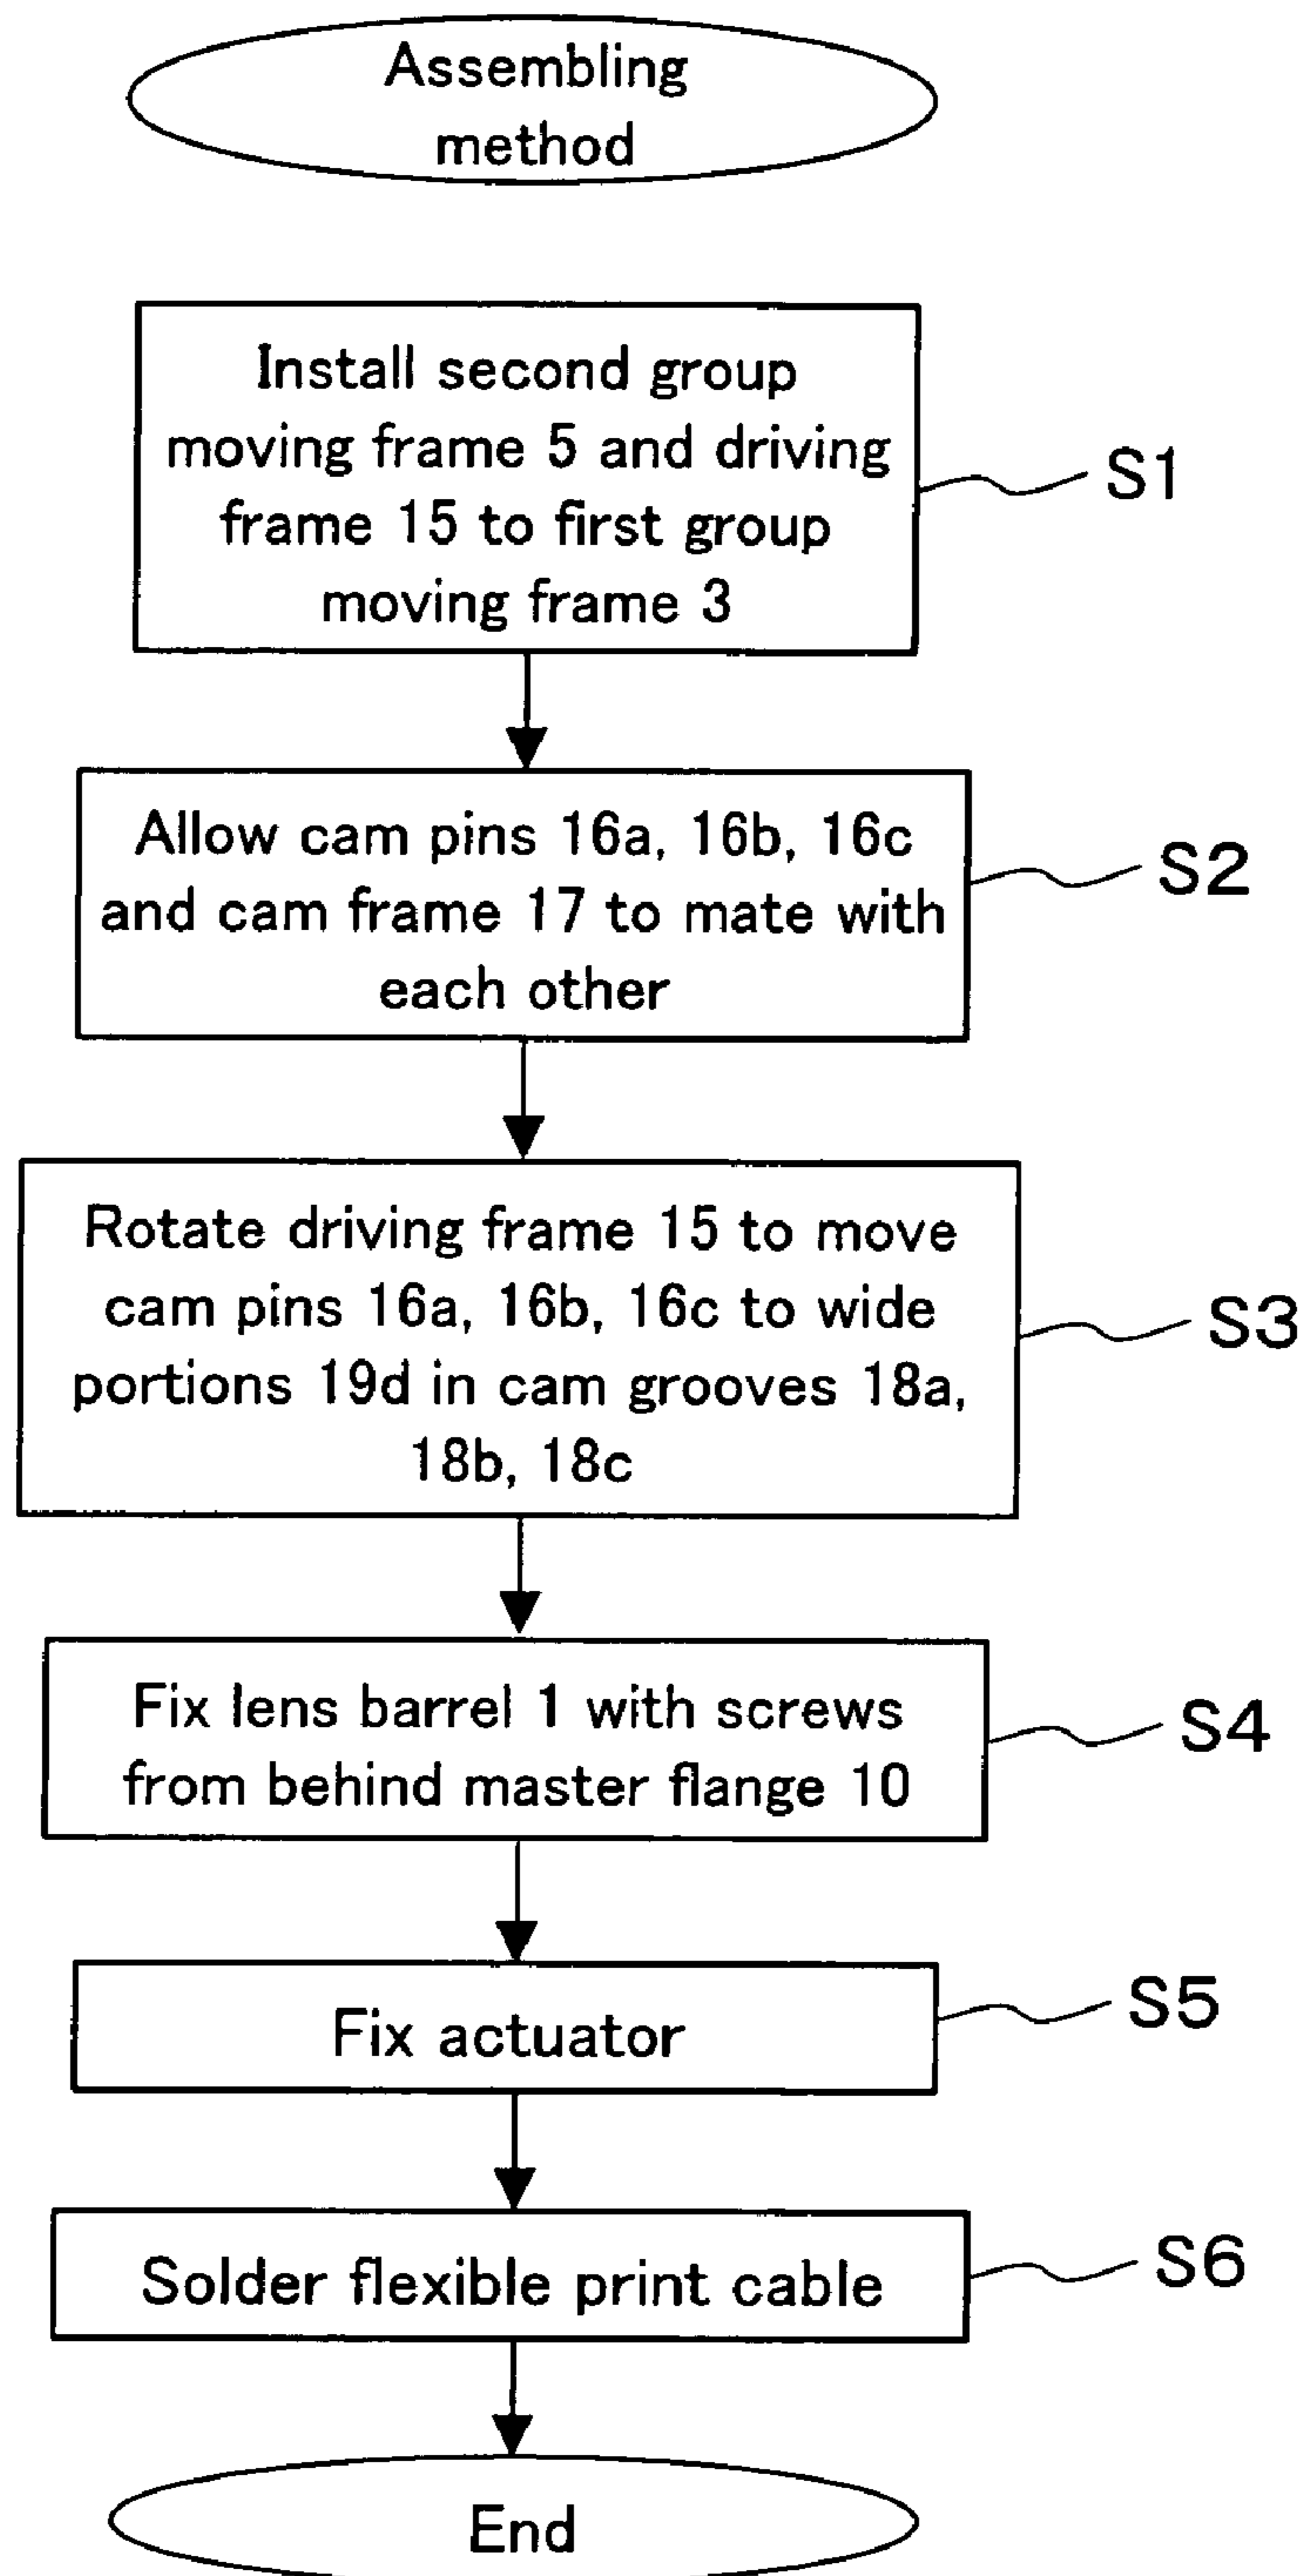 Assembling
method
Install second group
moving frame 5 and driving
frame 15 to first group
moving frame 3
S1
Allow cam pins 16a, 16b, 16c
and cam frame 17 to mate with
each other
S2
Rotate driving frame 15 to move
cam pins 16a, 16b, 16c to wide
portions 19d in cam grooves 18a,
18b, 18c
S3
Fix lens barrel 1 with screws
from behind master flange 10
S4
Fix actuator
S5
Solder flexible print cable
S6
End